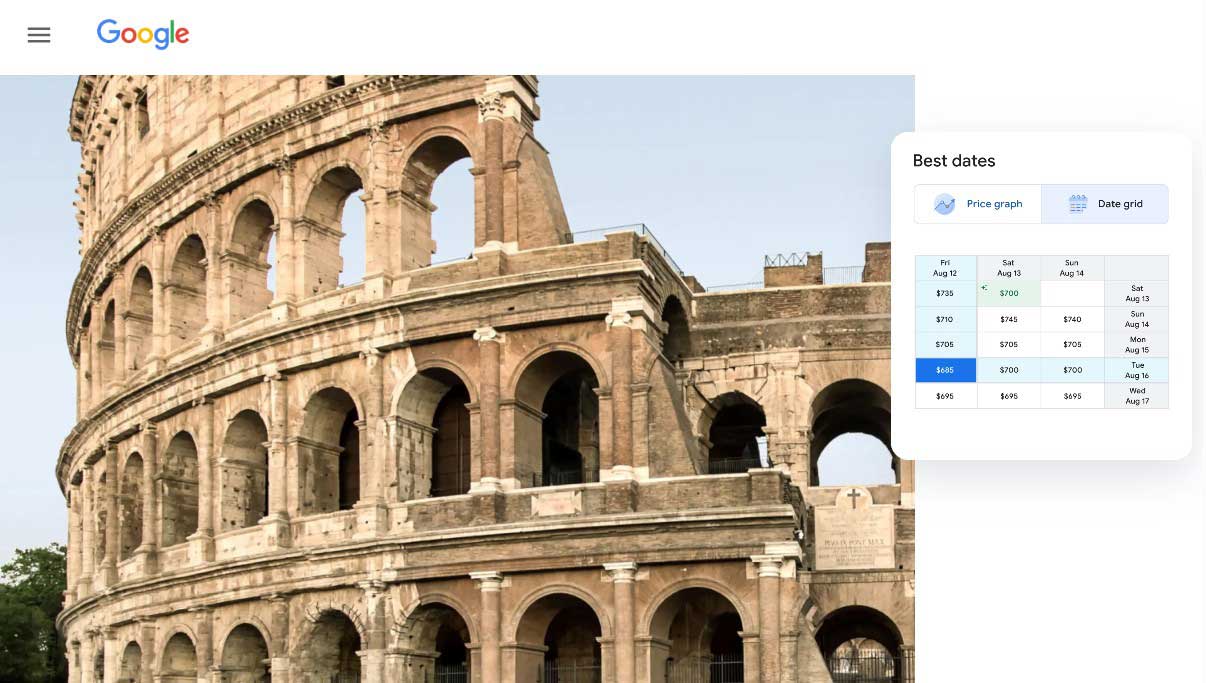 Google
Best dates
Price graph
Date grid
Fri Sat Sun
Aug 12 Aug 13 Aug 14
$735 $700 Sat Aug 13
$710 $745 $740 Sun Aug 14
$705 $705 $705 Mon Aug 15
$685 $700 $700 Tue Aug 16
$695 $695 $695 Wed Aug 17